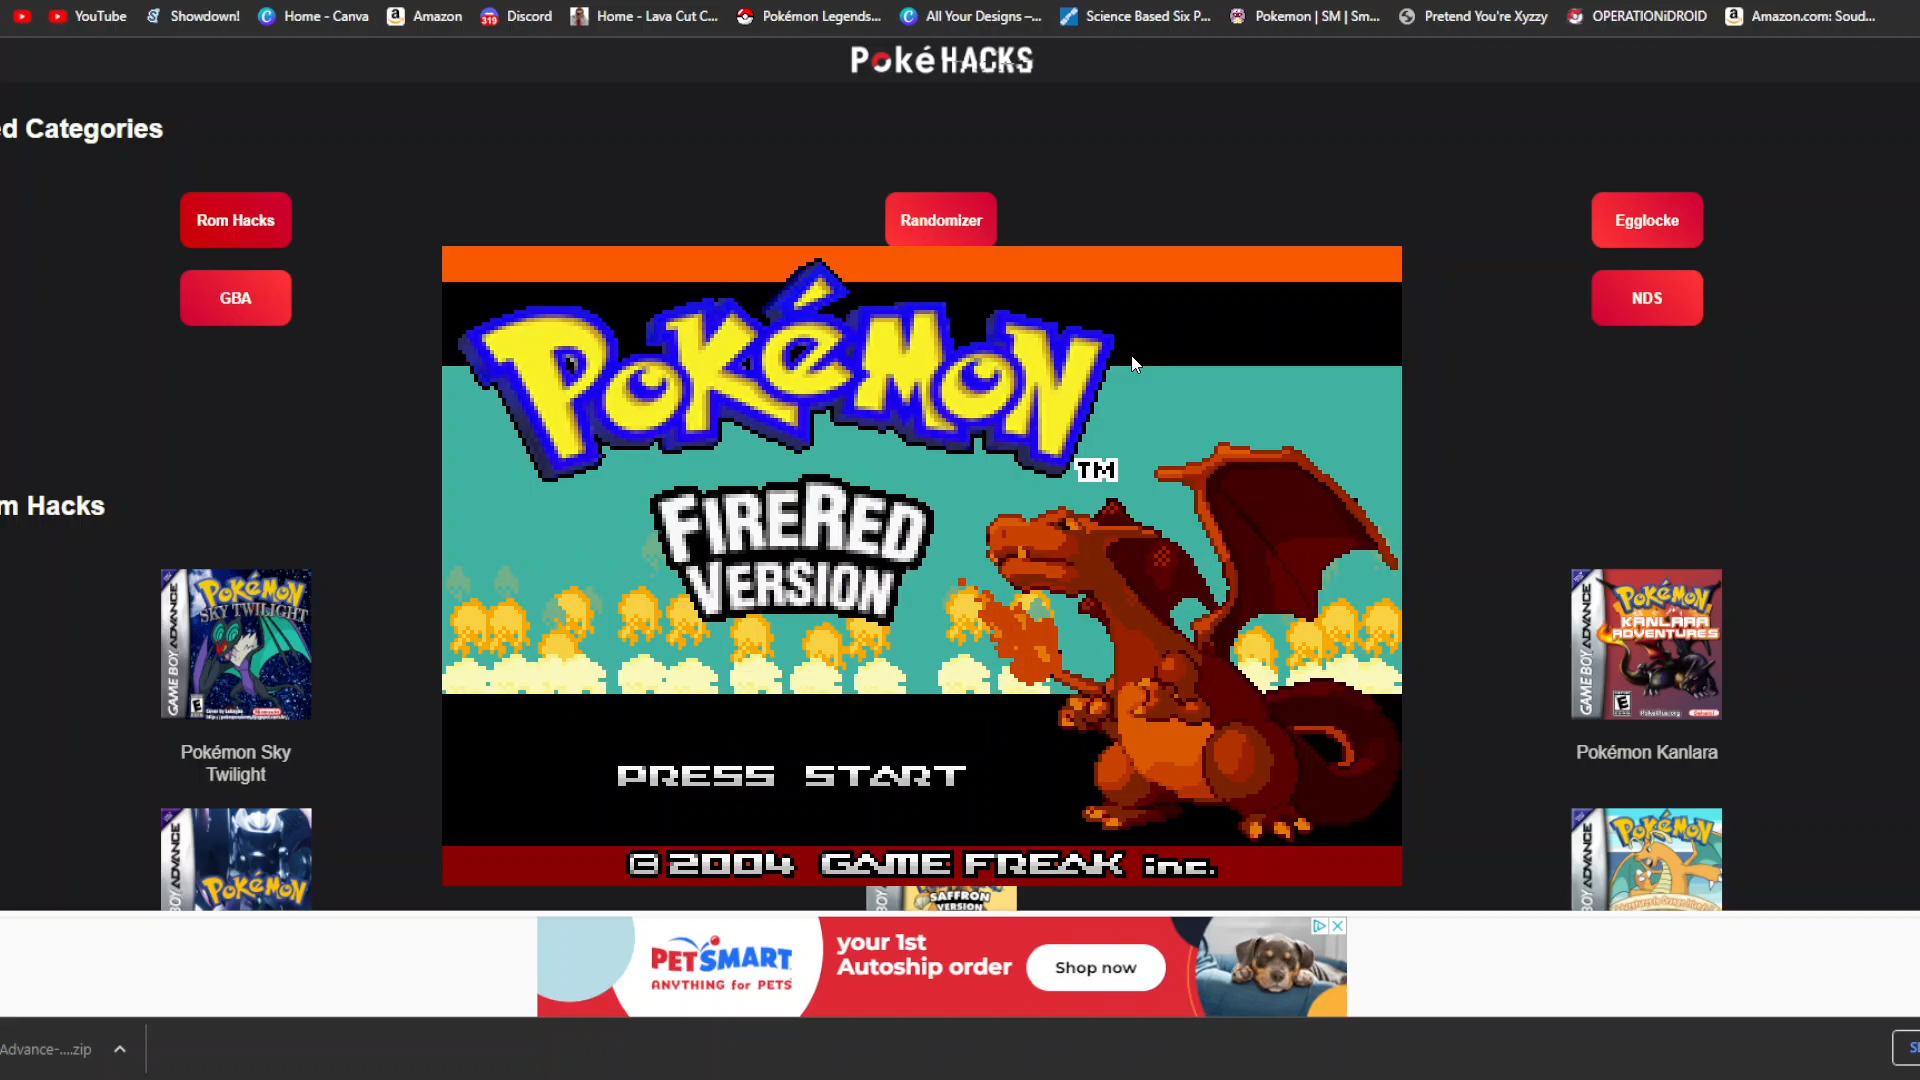 YouTube Showdown! Home - Canva Amazon Discord Home - Lava Cut C... Pokémon Legends... All Your Designs –... Science Based Six P... Pokemon | SM | Sm... Pretend You're Xyzzy OPERATIONiDROID Amazon.com: Soud...
Poké HACKS
ed Categories
Rom Hacks
Randomizer
Egglocke
GBA
NDS
POKéMON
TM
FIRERED
VERSION
PRESS START
© 2004 GAME FREAK inc.
m Hacks
GAME BOY ADVANCE
POKéMON
SKY TWILIGHT
Pokémon Sky
Twilight
GAME BOY ADVANCE
POKéMON
KANLARA
ADVENTURES
Pokémon Kanlara
POKéMON
SAFFRON
VERSION
POKéMON
PETSMART
ANYTHING for PETS
your 1st
Autoship order
Shop now
Advance-....zip